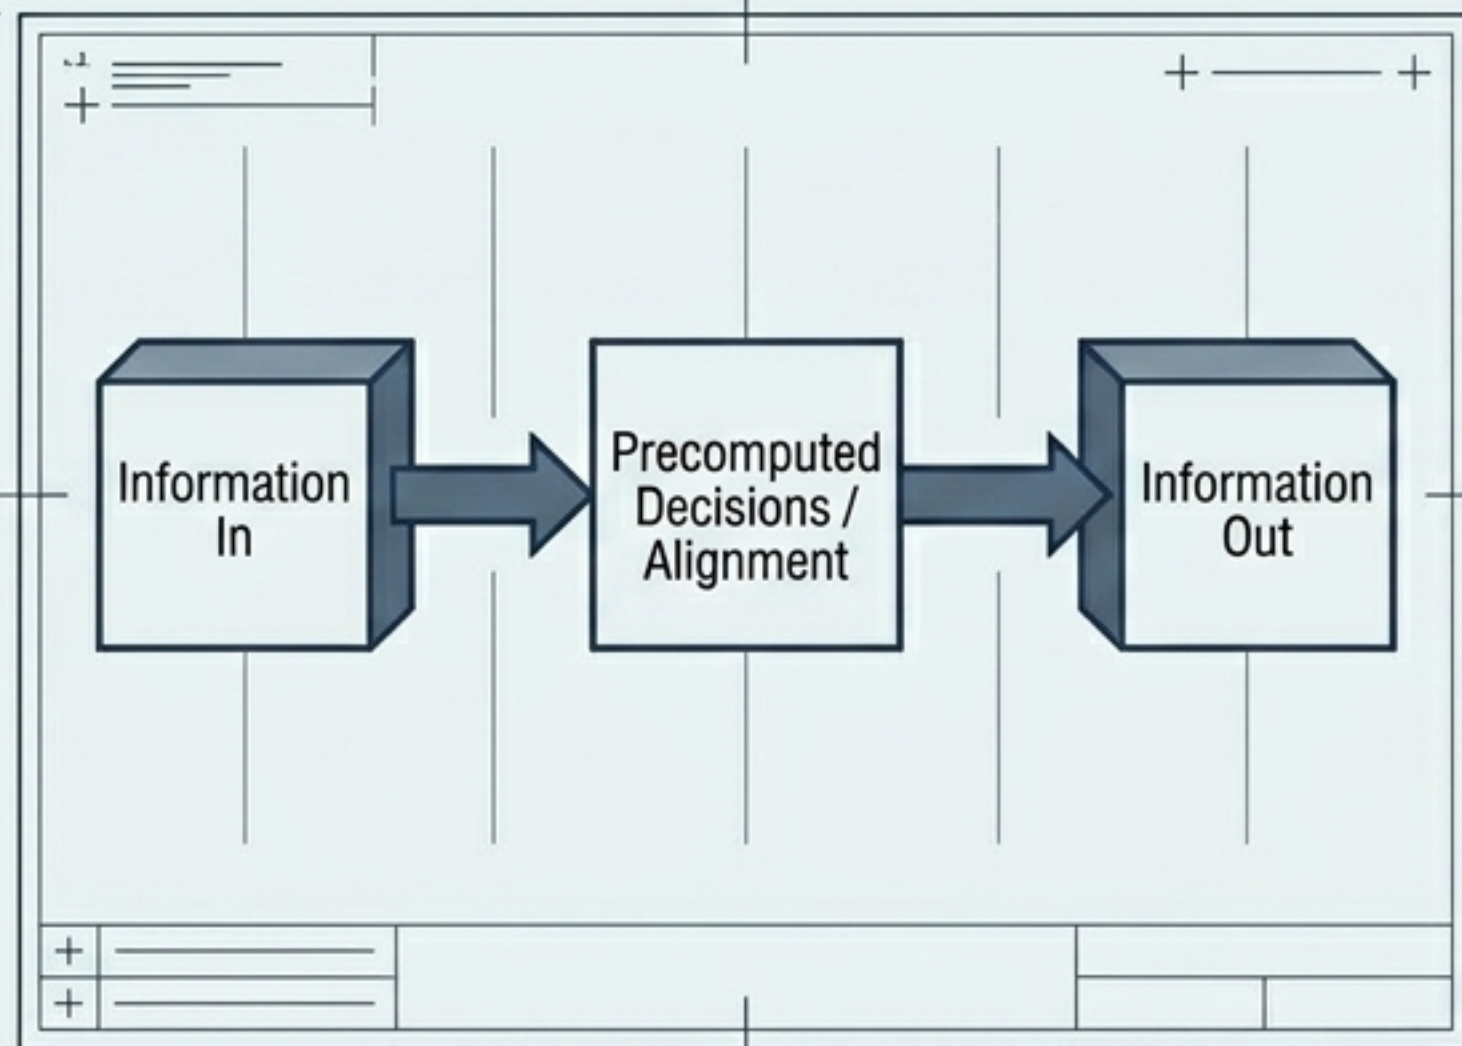 Information
In
Precomputed
Decisions /
Alignment
Information
Out